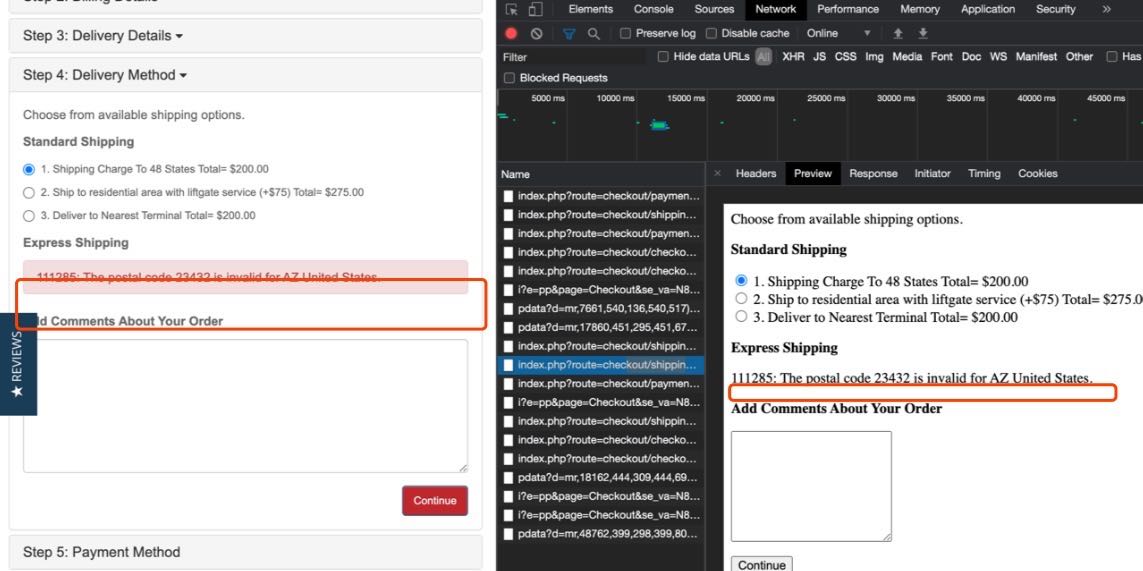 Step 3: Delivery Details
Step 4: Delivery Method
Choose from available shipping options.
Standard Shipping
1. Shipping Charge To 48 States Total= $200.00
2. Ship to residential area with liftgate service (+$75) Total= $275.00
3. Deliver to Nearest Terminal Total= $200.00
Express Shipping
111285: The postal code 23432 is invalid for AZ United States.
dd Comments About Your Order
★ REVIEWS
Continue
Step 5: Payment Method
Elements Console Sources Network Performance Memory Application Security »
Preserve log Disable cache Online
Filter Hide data URLs All XHR JS CSS Img Media Font Doc WS Manifest Other Has
Blocked Requests
5000 ms 10000 ms 15000 ms 20000 ms 25000 ms 30000 ms 35000 ms 40000 ms 45000 ms
Name
index.php?route=checkout/paymen...
index.php?route=checkout/shippin...
index.php?route=checkout/paymen...
index.php?route=checkout/checko...
index.php?route=checkout/checko...
i?e=pp&page=Checkout&se_va=N8...
pdata?d=mr,7661,540,136,540,517)...
pdata?d=mr,17860,451,295,451,67...
index.php?route=checkout/shippin...
index.php?route=checkout/shippin...
index.php?route=checkout/paymen...
i?e=pp&page=Checkout&se_va=N8...
index.php?route=checkout/shippin...
index.php?route=checkout/checko...
index.php?route=checkout/checko...
pdata?d=mr,18162,444,309,444,69...
i?e=pp&page=Checkout&se_va=N8...
i?e=pp&page=Checkout&se_va=N8...
pdata?d=mr,48762,399,298,399,80...
× Headers Preview Response Initiator Timing Cookies
Choose from available shipping options.
Standard Shipping
1. Shipping Charge To 48 States Total= $200.00
2. Ship to residential area with liftgate service (+$75) Total= $275.0
3. Deliver to Nearest Terminal Total= $200.00
Express Shipping
111285: The postal code 23432 is invalid for AZ United States.
Add Comments About Your Order
Continue